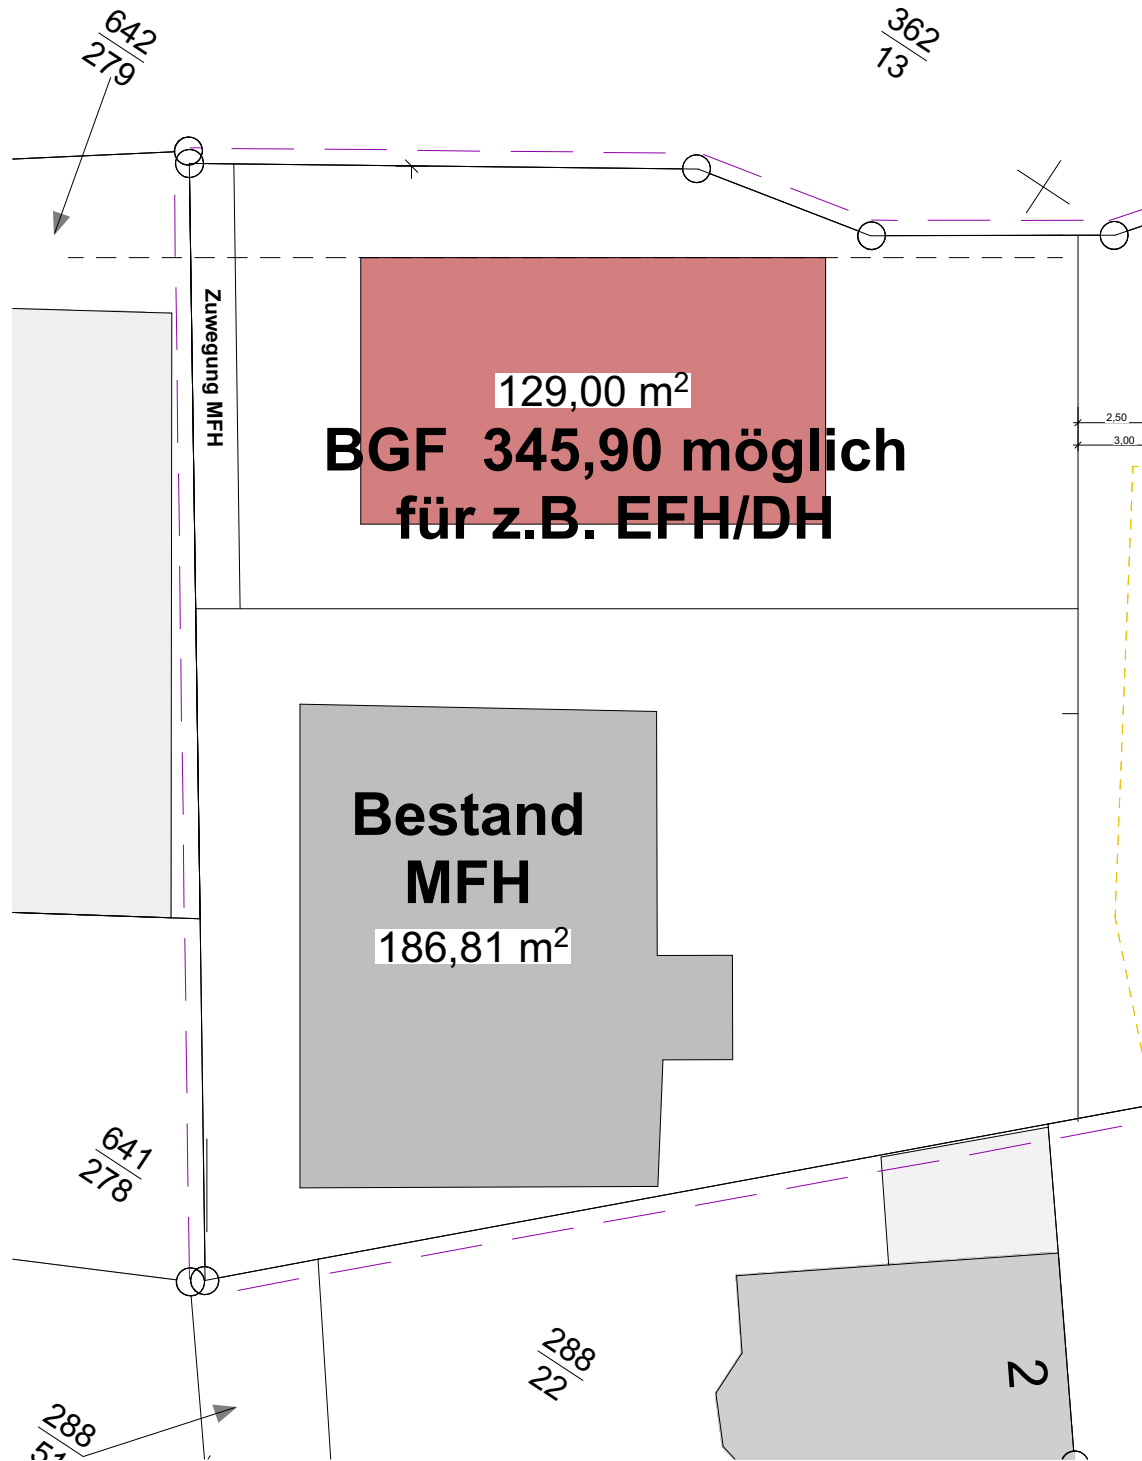 642
279
362
13
Zuwegung MFH
129,00 m²
BGF 345,90 möglich
für z.B. EFH/DH
2,50
3,00
Bestand
MFH
186,81 m²
641
278
288
22
2
288
51